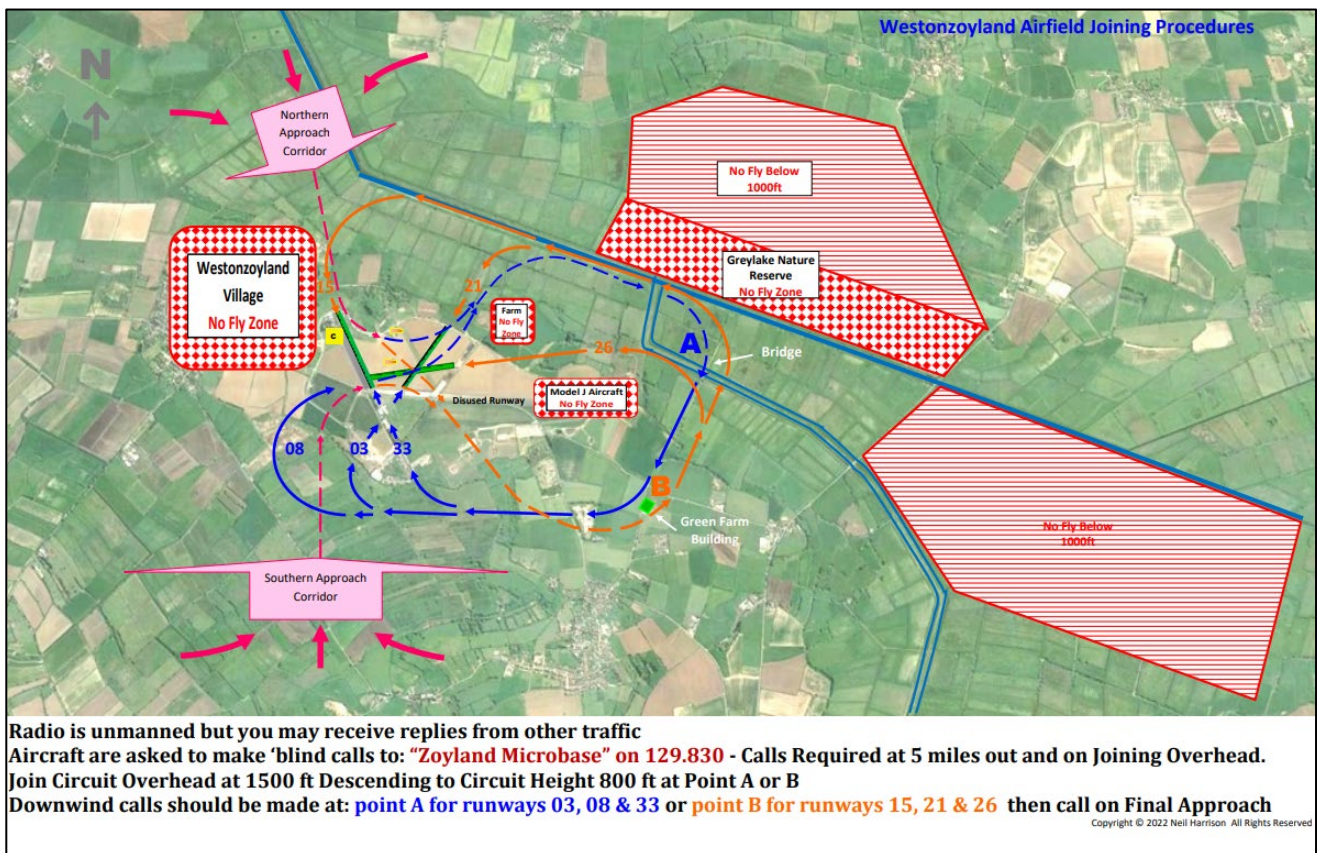 Westonzoyland Airfield Joining Procedures
N
Northern
Approach
Corridor
No Fly Below
1000ft
Westonzoyland
Village
No Fly Zone
Greylake Nature
Reserve
No Fly Zone
15
21
Farm
No Fly
Zone
C
A
26
Bridge
Model J Aircraft
No Fly Zone
Disused Runway
08
03
33
B
Green Farm
Building
No Fly Below
1000ft
Southern Approach
Corridor
Radio is unmanned but you may receive replies from other traffic
Aircraft are asked to make ‘blind calls to: “Zoyland Microbase” on 129.830 - Calls Required at 5 miles out and on Joining Overhead.
Join Circuit Overhead at 1500 ft Descending to Circuit Height 800 ft at Point A or B
Downwind calls should be made at: point A for runways 03, 08 & 33 or point B for runways 15, 21 & 26 then call on Final Approach
Copyright © 2022 Neil Harrison All Rights Reserved